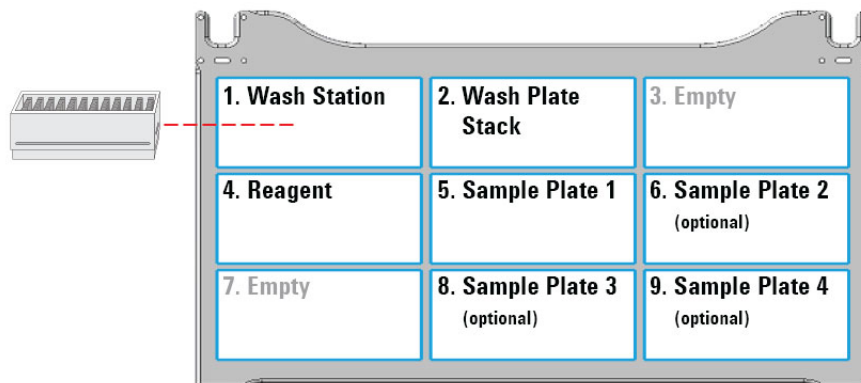 1. Wash Station
2. Wash Plate
Stack
3. Empty
4. Reagent
5. Sample Plate 1
6. Sample Plate 2
(optional)
7. Empty
8. Sample Plate 3
(optional)
9. Sample Plate 4
(optional)